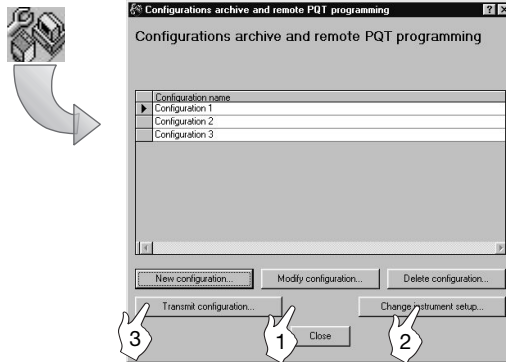 Configurations archive and remote PQT programming
Configurations archive and remote PQT programming
Configuration name
Configuration 1
Configuration 2
Configuration 3
New configuration... Modify configuration... Delete configuration...
Transmit configuration... Change instrument setup...
Close
3 1 2